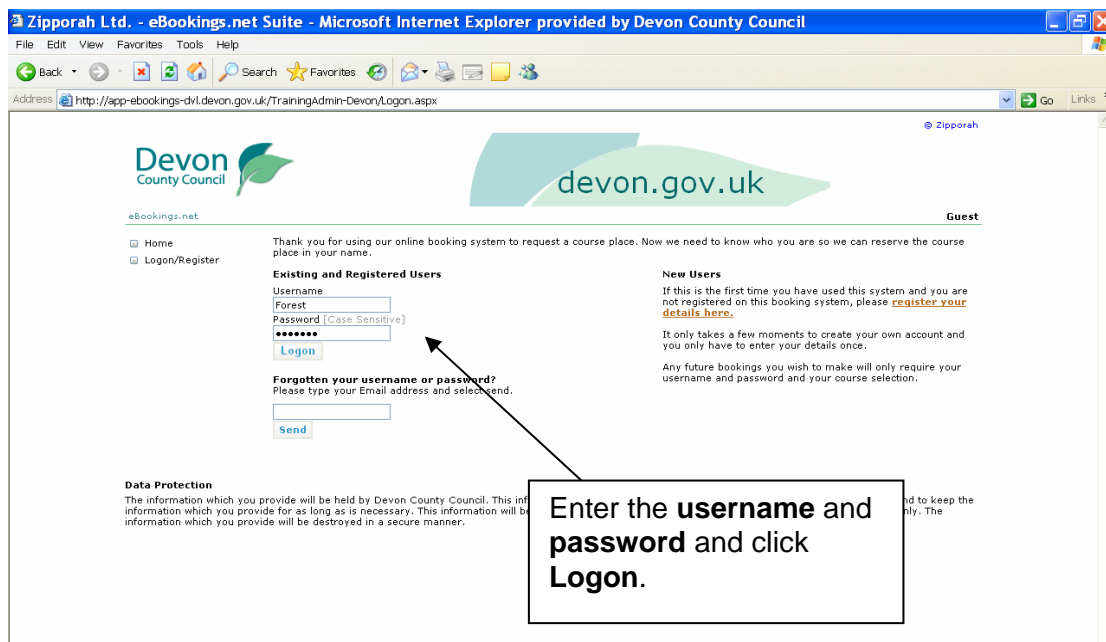 Zipporah Ltd. - eBookings.net Suite - Microsoft Internet Explorer provided by Devon County Council
File Edit View Favorites Tools Help
Back Search Favorites
Address http://app-ebookings-dvl.devon.gov.uk/TrainingAdmin-Devon/Logon.aspx Go Links
© Zipporah
Devon
County Council
devon.gov.uk
eBookings.net Guest
Home
Logon/Register
Thank you for using our online booking system to request a course place. Now we need to know who you are so we can reserve the course
place in your name.
Existing and Registered Users
Username
Forest
Password [Case Sensitive]
•••••••
Logon
Forgotten your username or password?
Please type your Email address and select send.
Send
New Users
If this is the first time you have used this system and you are
not registered on this booking system, please register your
details here.
It only takes a few moments to create your own account and
you only have to enter your details once.
Any future bookings you wish to make will only require your
username and password and your course selection.
Data Protection
The information which you provide will be held by Devon County Council. This inf nd to keep the
information which you provide for as long as is necessary. This information will be nly. The
information which you provide will be destroyed in a secure manner.
Enter the username and
password and click
Logon.